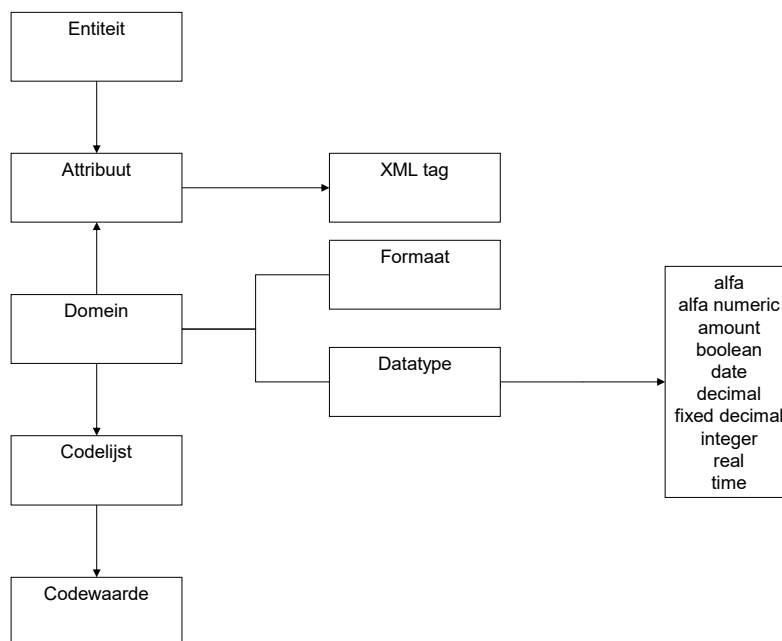 Entiteit
Attribuut
XML tag
Formaat
Domein
Datatype
alfa
alfa numeric
amount
boolean
date
decimal
fixed decimal
integer
real
time
Codelijst
Codewaarde